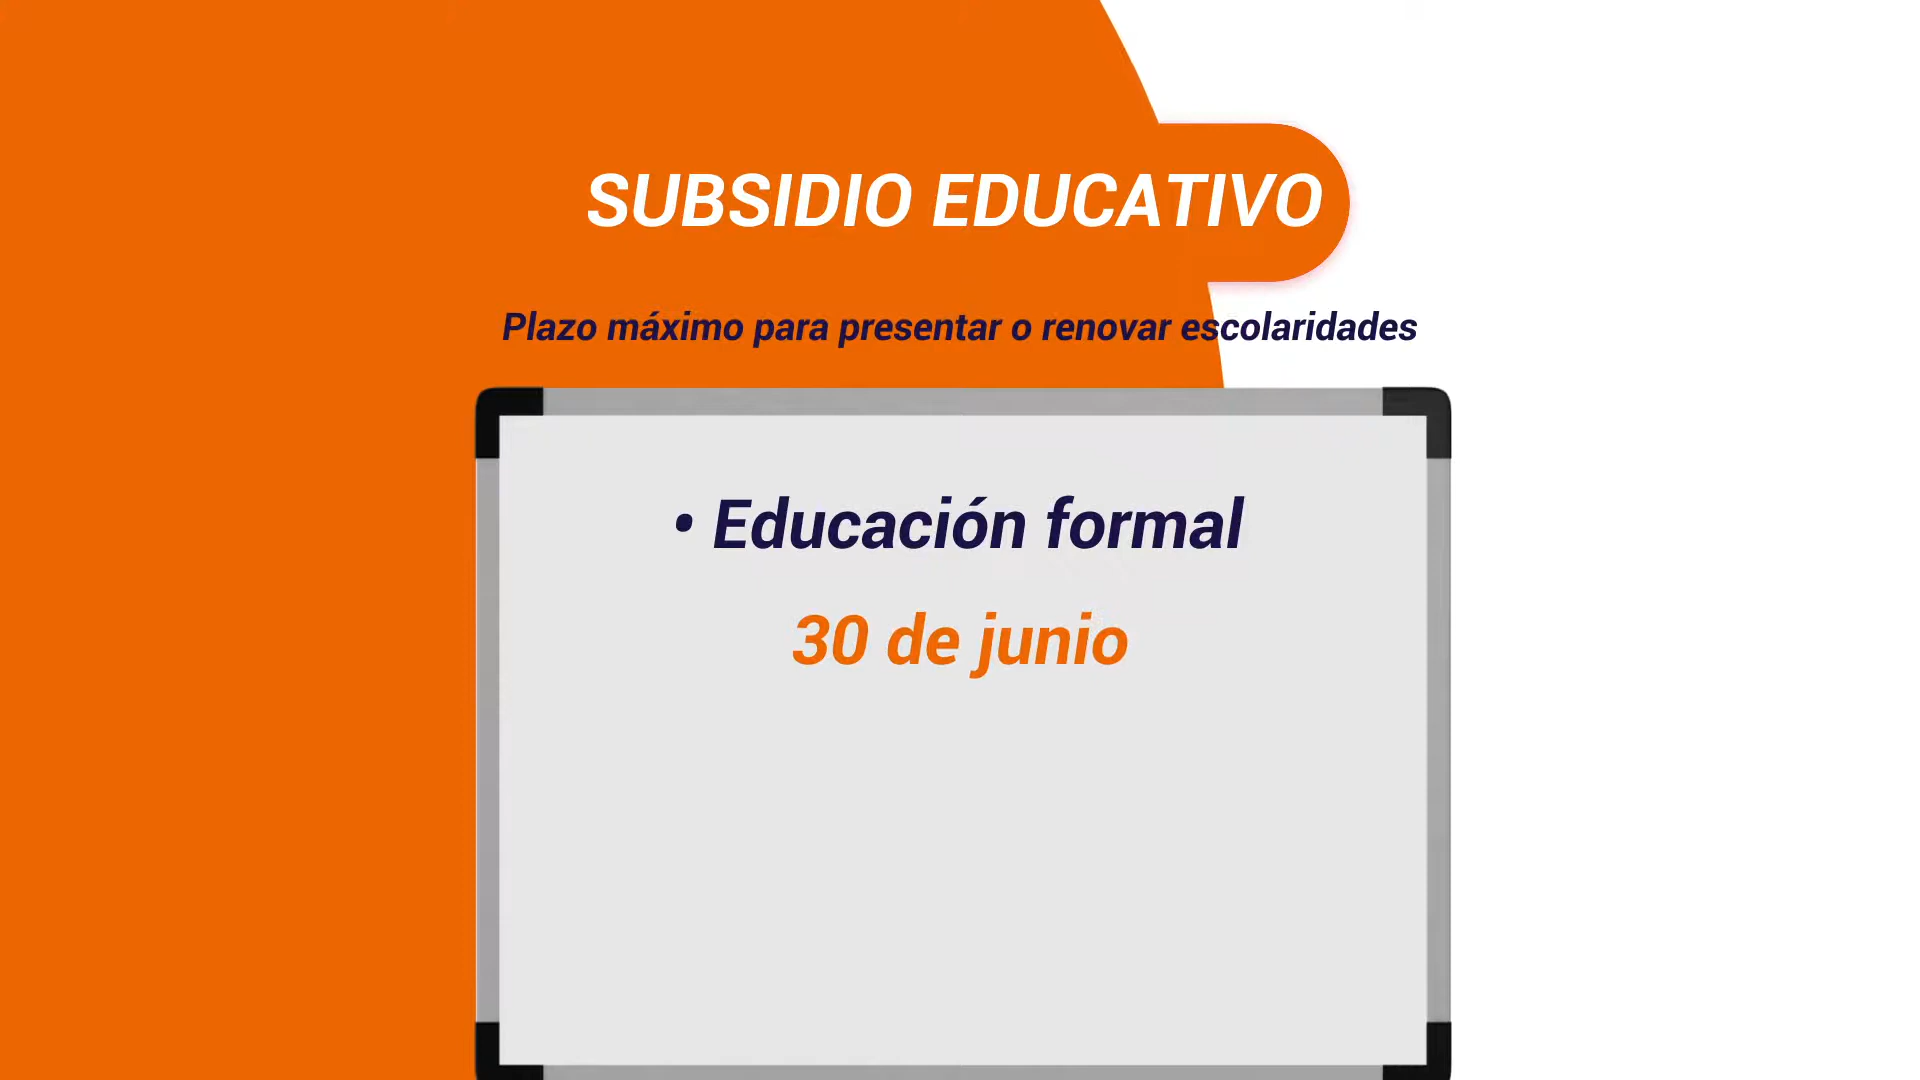 SUBSIDIO EDUCATIVO
Plazo máximo para presentar o renovar escolaridades
• Educación formal
30 de junio